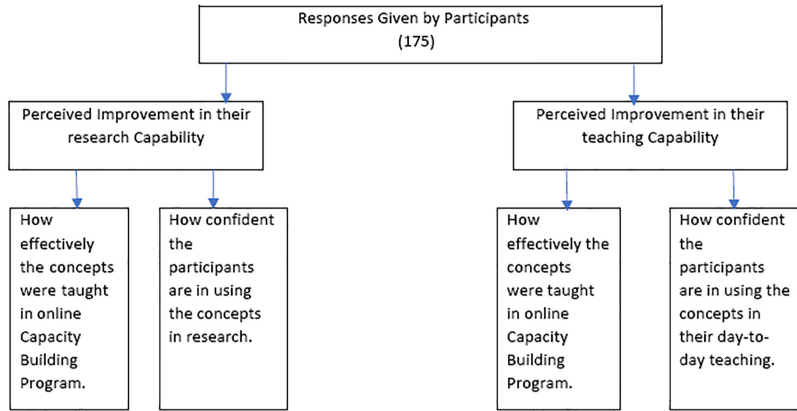 Responses Given by Participants
(175)
Perceived Improvement in their
research Capability
Perceived Improvement in their
teaching Capability
How
effectively
the concepts
were taught
in online
Capacity
Building
Program.
How confident
the
participants
are in using
the concepts
in research.
How
effectively the
concepts
were taught
in online
Capacity
Building
Program.
How confident
the
participants
are in using the
concepts in
their day-to-
day teaching.